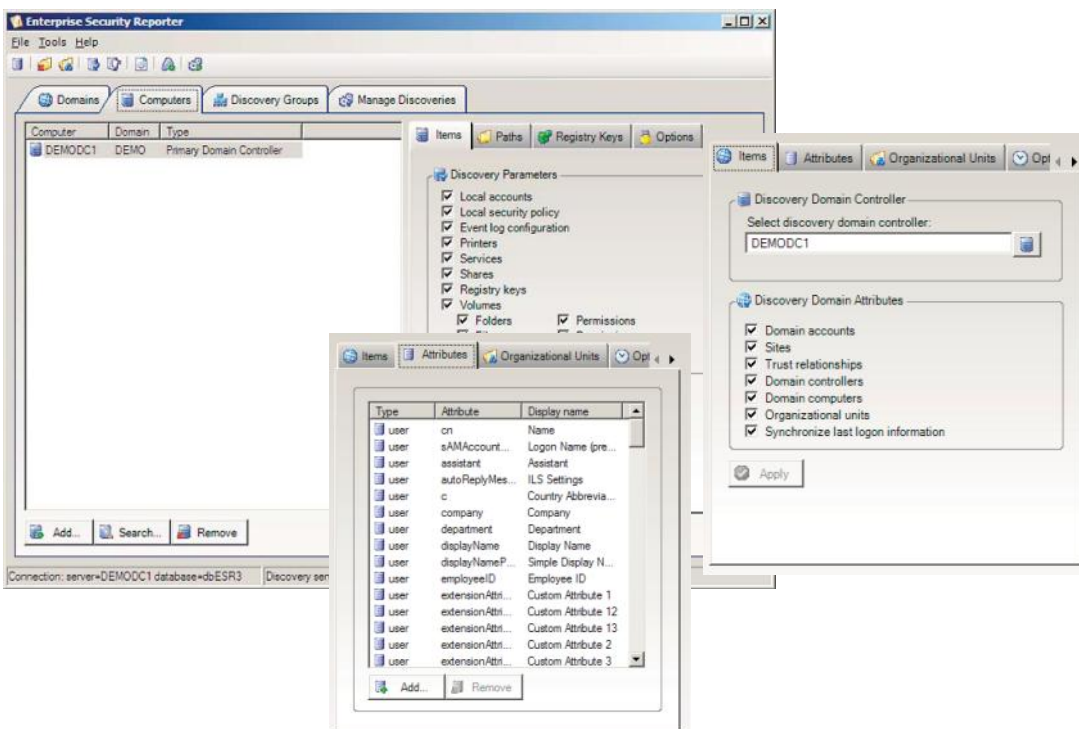 Enterprise Security Reporter
File Tools Help
Domains Computers Discovery Groups Manage Discoveries
Computer Domain Type
DEMODC1 DEMO Primary Domain Controller
Add... Search... Remove
Connection: server=DEMODC1 database=dbESR3 Discovery ser
Items Paths Registry Keys Options
Discovery Parameters
Local accounts
Local security policy
Event log configuration
Printers
Services
Shares
Registry keys
Volumes
Folders Permissions
Items Attributes Organizational Units Opt
Type Attribute Display name
user cn Name
user sAMAccount... Logon Name (pre...
user assistant Assistant
user autoReplyMes... ILS Settings
user c Country Abbrevia...
user company Company
user department Department
user displayName Display Name
user displayNameP... Simple Display N...
user employeeID Employee ID
user extensionAttri... Custom Attribute 1
user extensionAttri... Custom Attribute 12
user extensionAttri... Custom Attribute 13
user extensionAttri... Custom Attribute 2
user extensionAttri... Custom Attribute 3
Add... Remove
Items Attributes Organizational Units Opt
Discovery Domain Controller
Select discovery domain controller:
DEMODC1
Discovery Domain Attributes
Domain accounts
Sites
Trust relationships
Domain controllers
Domain computers
Organizational units
Synchronize last logon information
Apply